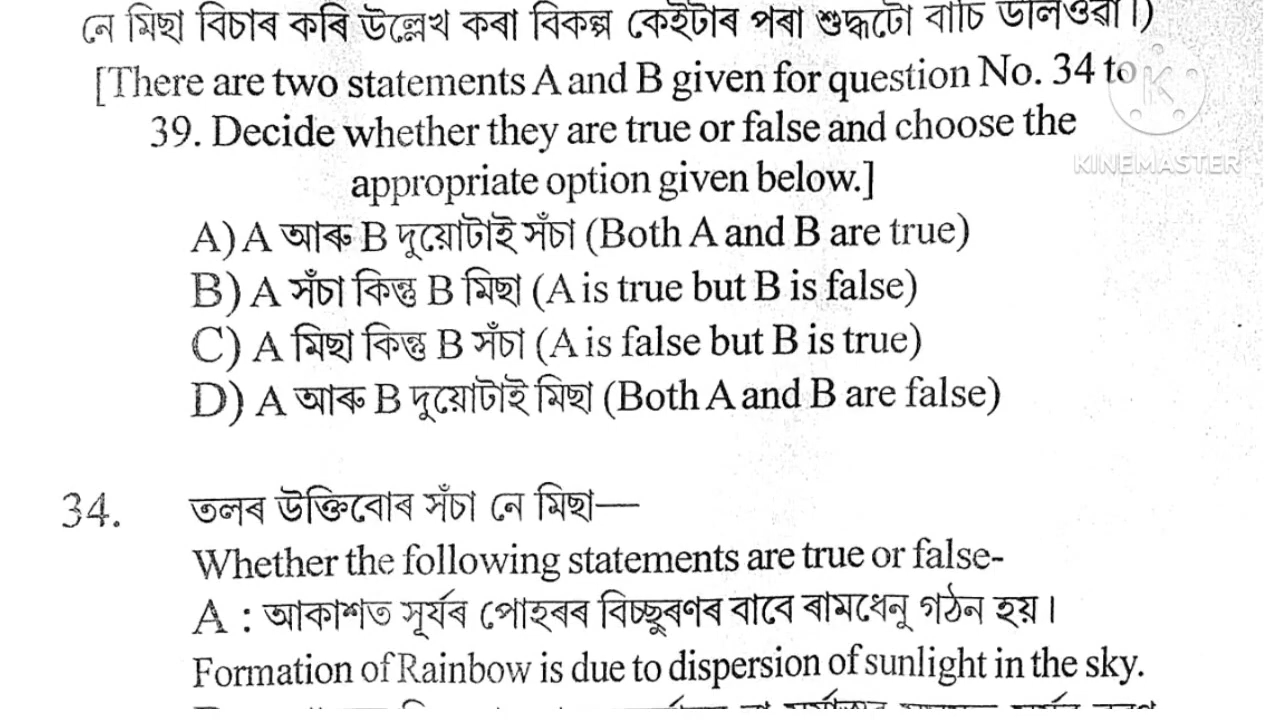 নে মিছা বিচাৰ কৰি উল্লেখ কৰা বিকল্প কেইটাৰ পৰা শুদ্ধটো বাচি উলিওৱা।)
[There are two statements A and B given for question No. 34 to
39. Decide whether they are true or false and choose the
appropriate option given below.]
A) A আৰু B দুয়োটাই সঁচা (Both A and B are true)
B) A সঁচা কিন্তু B মিছা (A is true but B is false)
C) A মিছা কিন্তু B সঁচা (A is false but B is true)
D) A আৰু B দুয়োটাই মিছা (Both A and B are false)
34. তলৰ উক্তিবোৰ সঁচা নে মিছা—
Whether the following statements are true or false-
A : আকাশত সূৰ্যৰ পোহৰৰ বিচ্ছুৰণৰ বাবে ৰামধেনু গঠন হয়।
Formation of Rainbow is due to dispersion of sunlight in the sky.
K
KINEMASTER